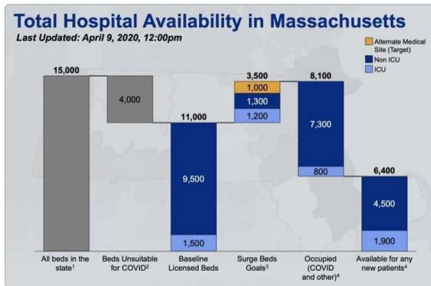 Total Hospital Availability in Massachusetts
Last Updated: April 9, 2020, 12:00pm
Alternate Medical
Site (Target)
Non ICU
ICU
15,000
4,000
11,000
9,500
1,500
3,500
1,000
1,300
1,200
8,100
7,300
800
6,400
4,500
1,900
All beds in the
state¹
Beds Unsuitable
for COVID²
Baseline
Licensed Beds
Surge Beds
Goals³
Occupied
(COVID
and other)⁴
Available for any
new patients⁴